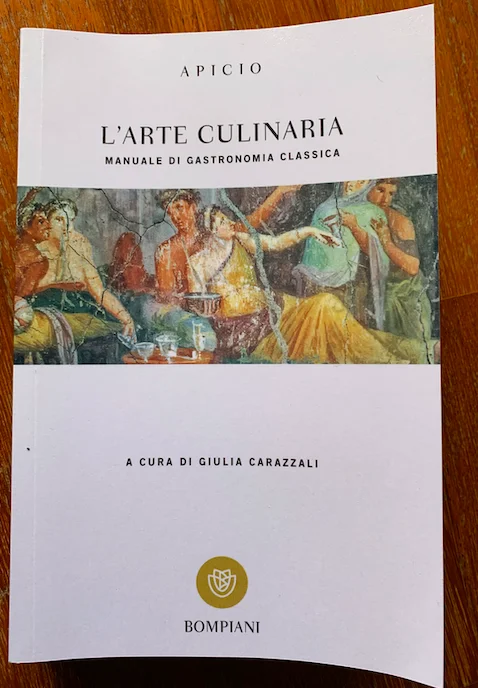 APICIO
L'ARTE CULINARIA
MANUALE DI GASTRONOMIA CLASSICA
A CURA DI GIULIA CARAZZALI
BOMPIANI